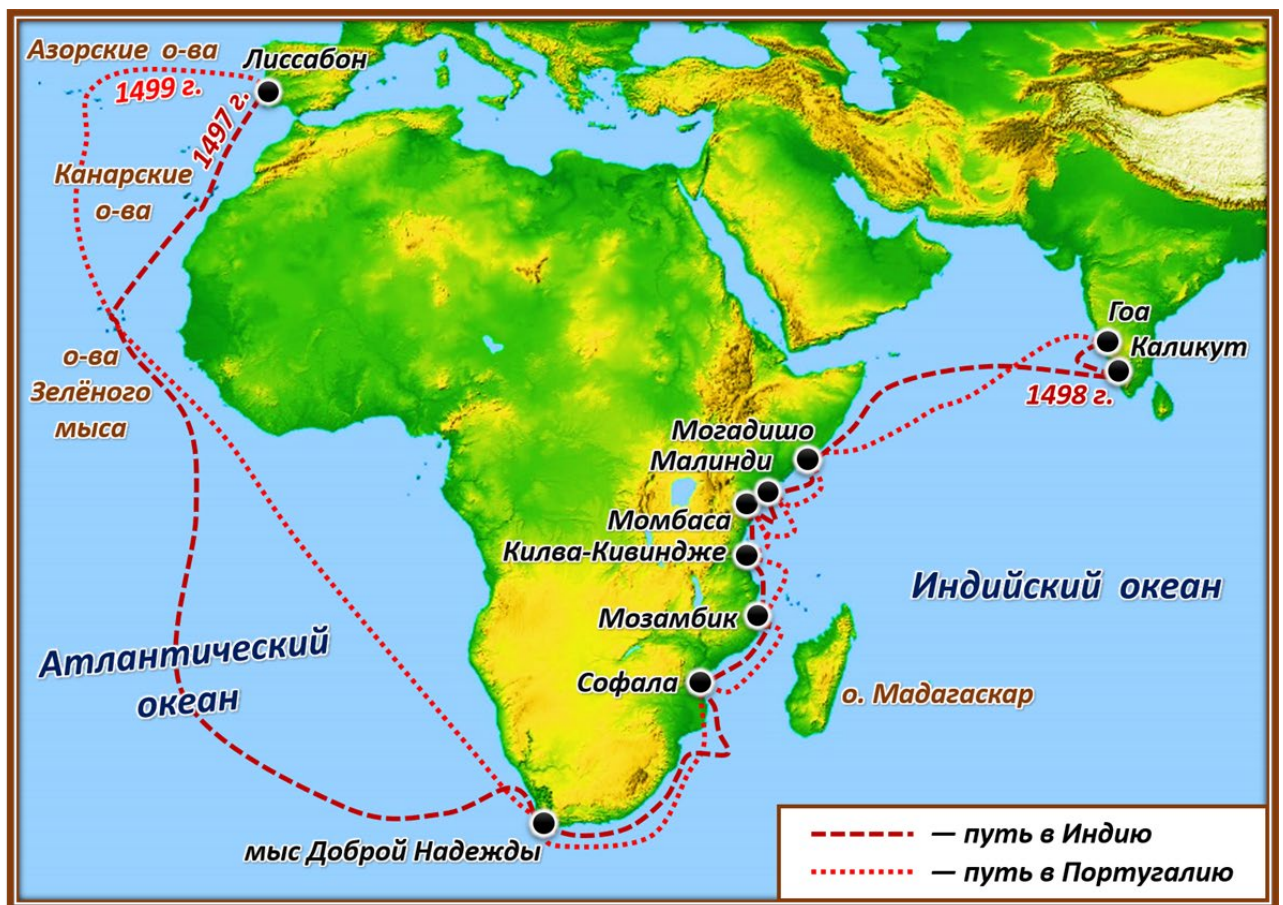 Азорские о-ва
Лиссабон
1499 г.
1497 г.
Канарские
о-ва
о-ва
Зелёного
мыса
Гоа
Каликут
1498 г.
Могадишо
Малинди
Момбаса
Килва-Кивиндже
Индийский океан
Мозамбик
Атлантический
океан
Софала
о. Мадагаскар
мыс Доброй Надежды
— путь в Индию
— путь в Португалию